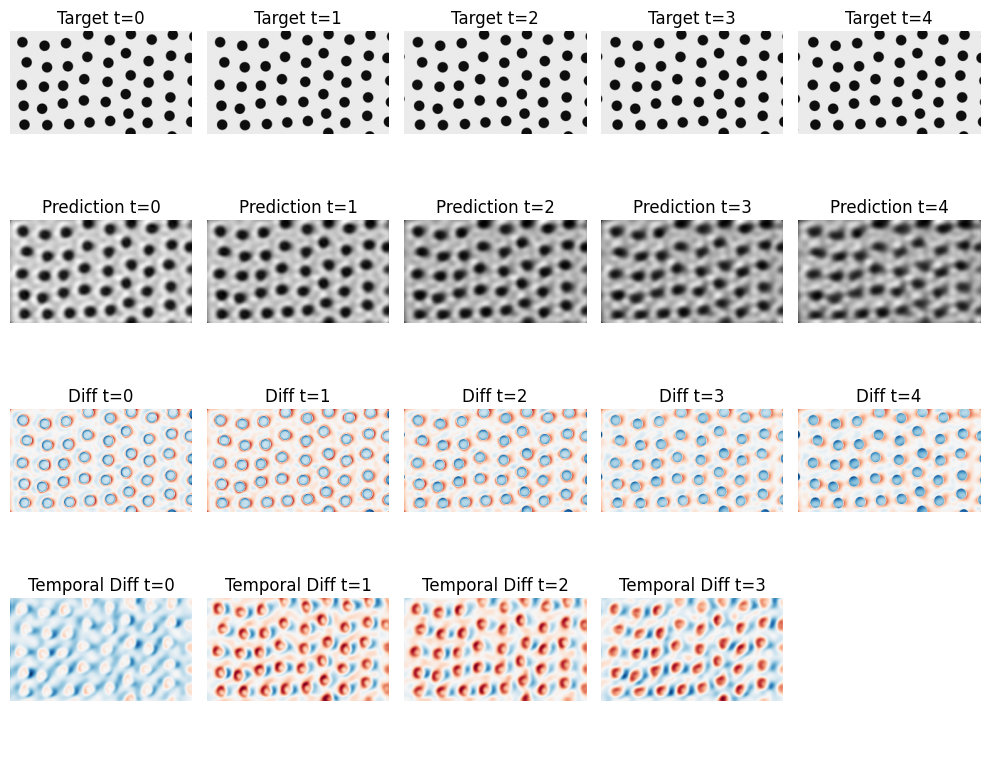 Target t=0 Target t=1 Target t=2 Target t=3 Target t=4
Prediction t=0 Prediction t=1 Prediction t=2 Prediction t=3 Prediction t=4
Diff t=0 Diff t=1 Diff t=2 Diff t=3 Diff t=4
Temporal Diff t=0 Temporal Diff t=1 Temporal Diff t=2 Temporal Diff t=3